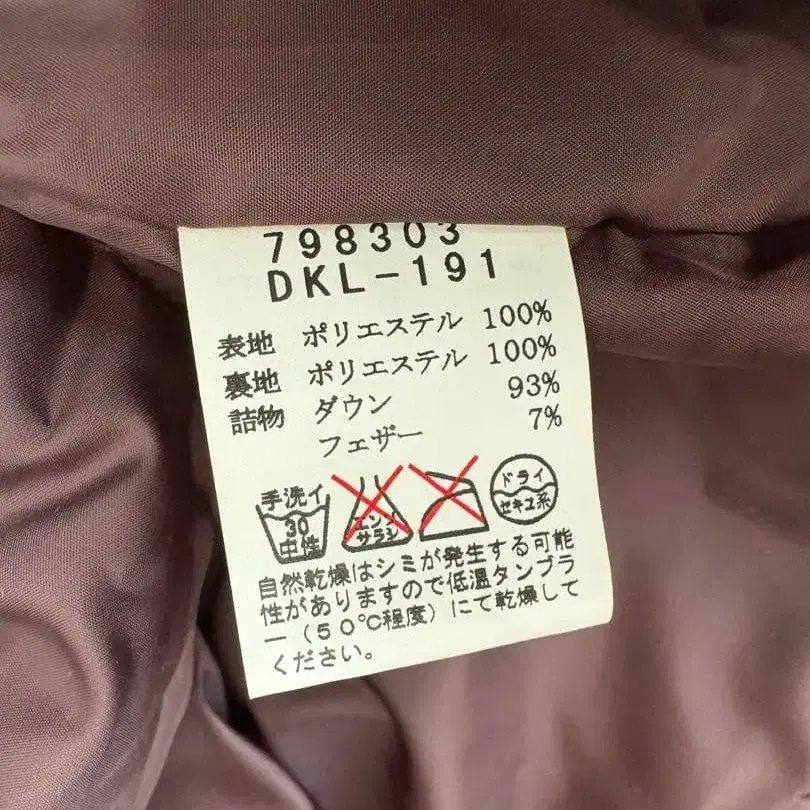 798303
DKL-191
表地 ポリエステル 100%
裏地 ポリエステル 100%
詰物 ダウン 93%
フェザー 7%
手洗イ
30
中性
エンソ
サラシ
ドライ
セキユ系
自然乾燥はシミが発生する可能
性がありますので低温タンブラ
ー(50℃程度)にて乾燥して
ください。